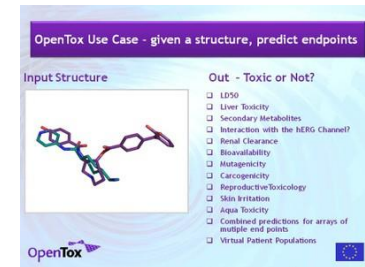 OpenTox Use Case - given a structure, predict endpoints
Input Structure
Out - Toxic or Not?
LD50
Liver Toxicity
Secondary Metabolites
Interaction with the hERG Channel?
Renal Clearance
Bioavailability
Mutagenicity
Carcogenicity
ReproductiveToxicology
Skin Irritation
Aqua Toxicity
Combined predictions for arrays of
mutiple end points
Virtual Patient Populations
OpenTox